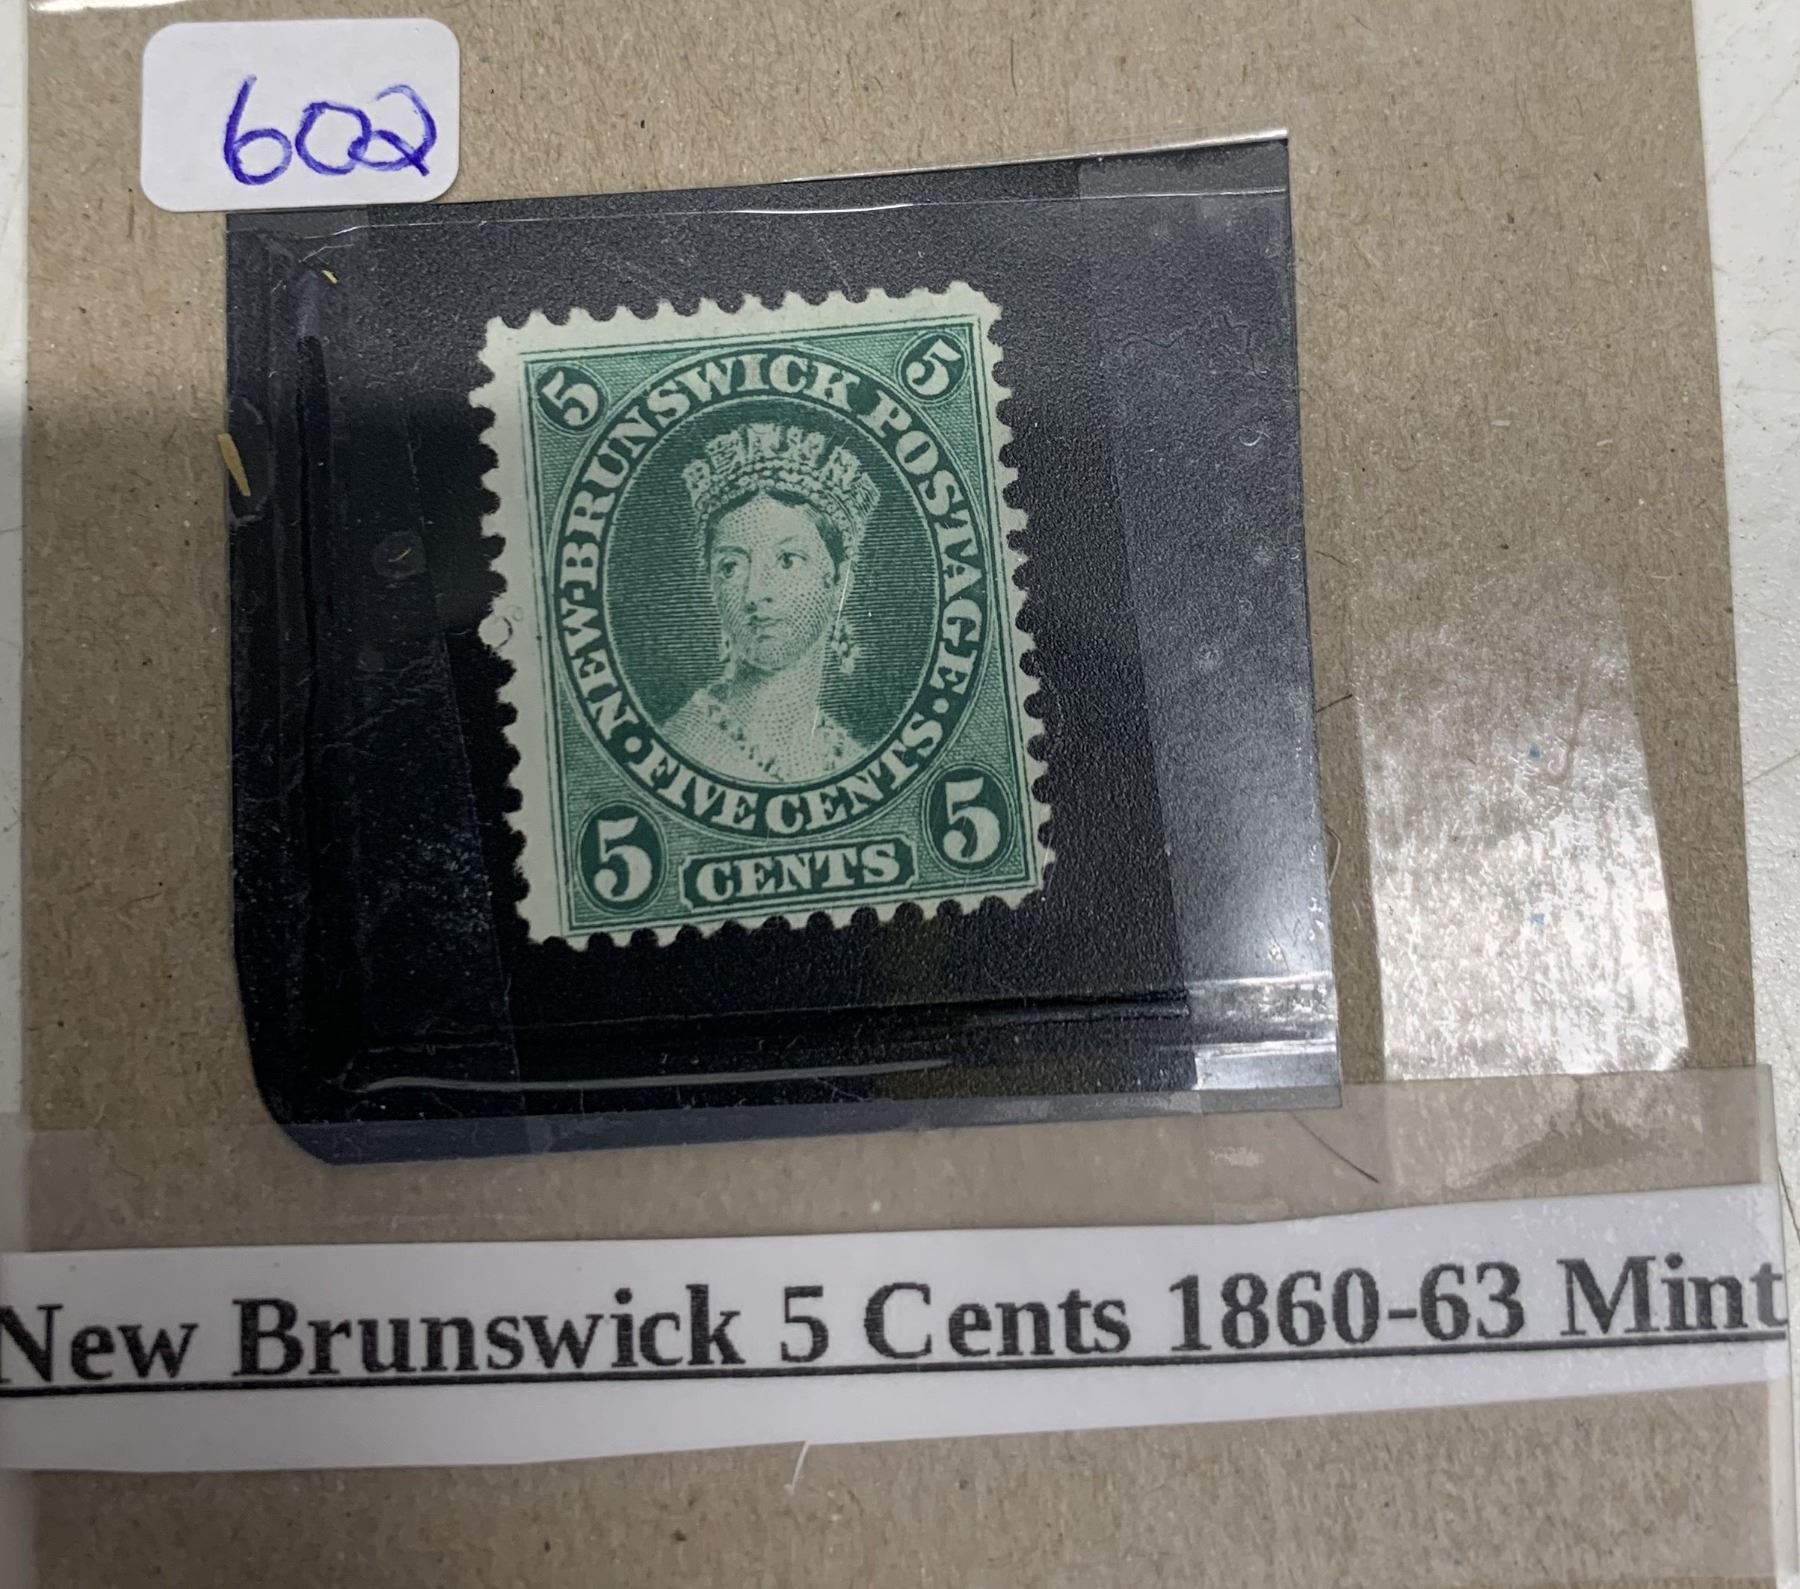 602
5 5
NEW BRUNSWICK POSTAGE
FIVE CENTS
5 CENTS 5
New Brunswick 5 Cents 1860-63 Mint